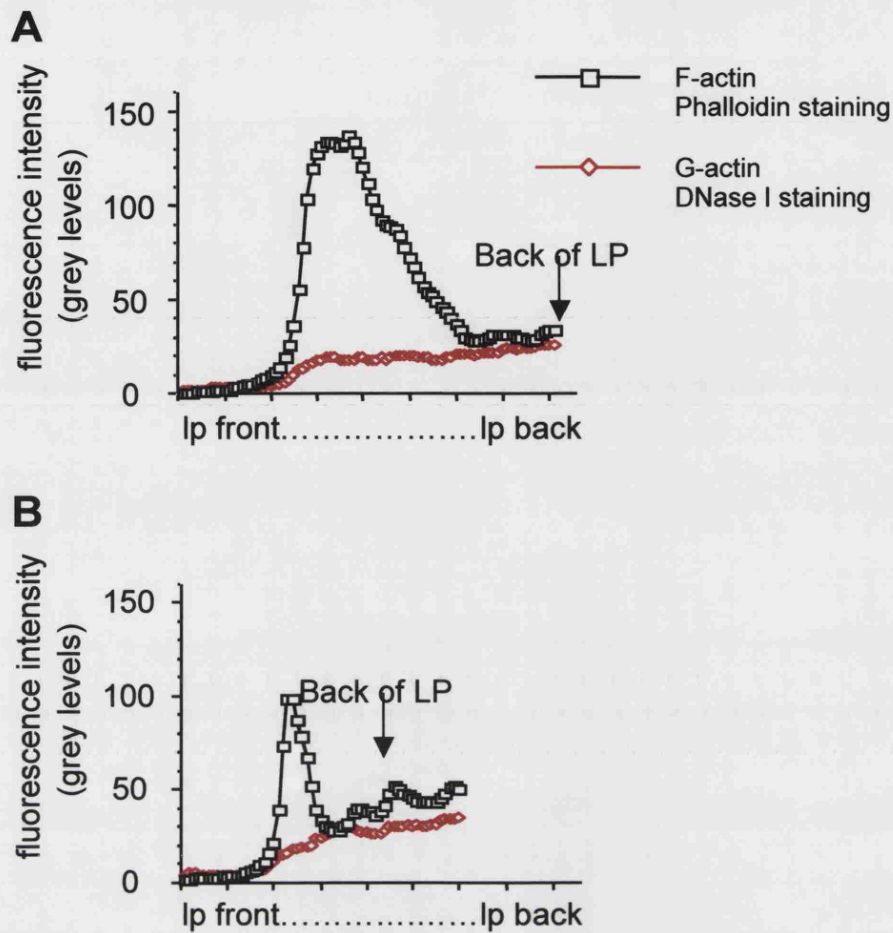 A
F-actin
Phalloidin staining
G-actin
DNase I staining
fluorescence intensity
(grey levels)
150
100
50
0
Back of LP
lp front...................lp back
B
fluorescence intensity
(grey levels)
150
100
50
0
Back of LP
lp front...................lp back